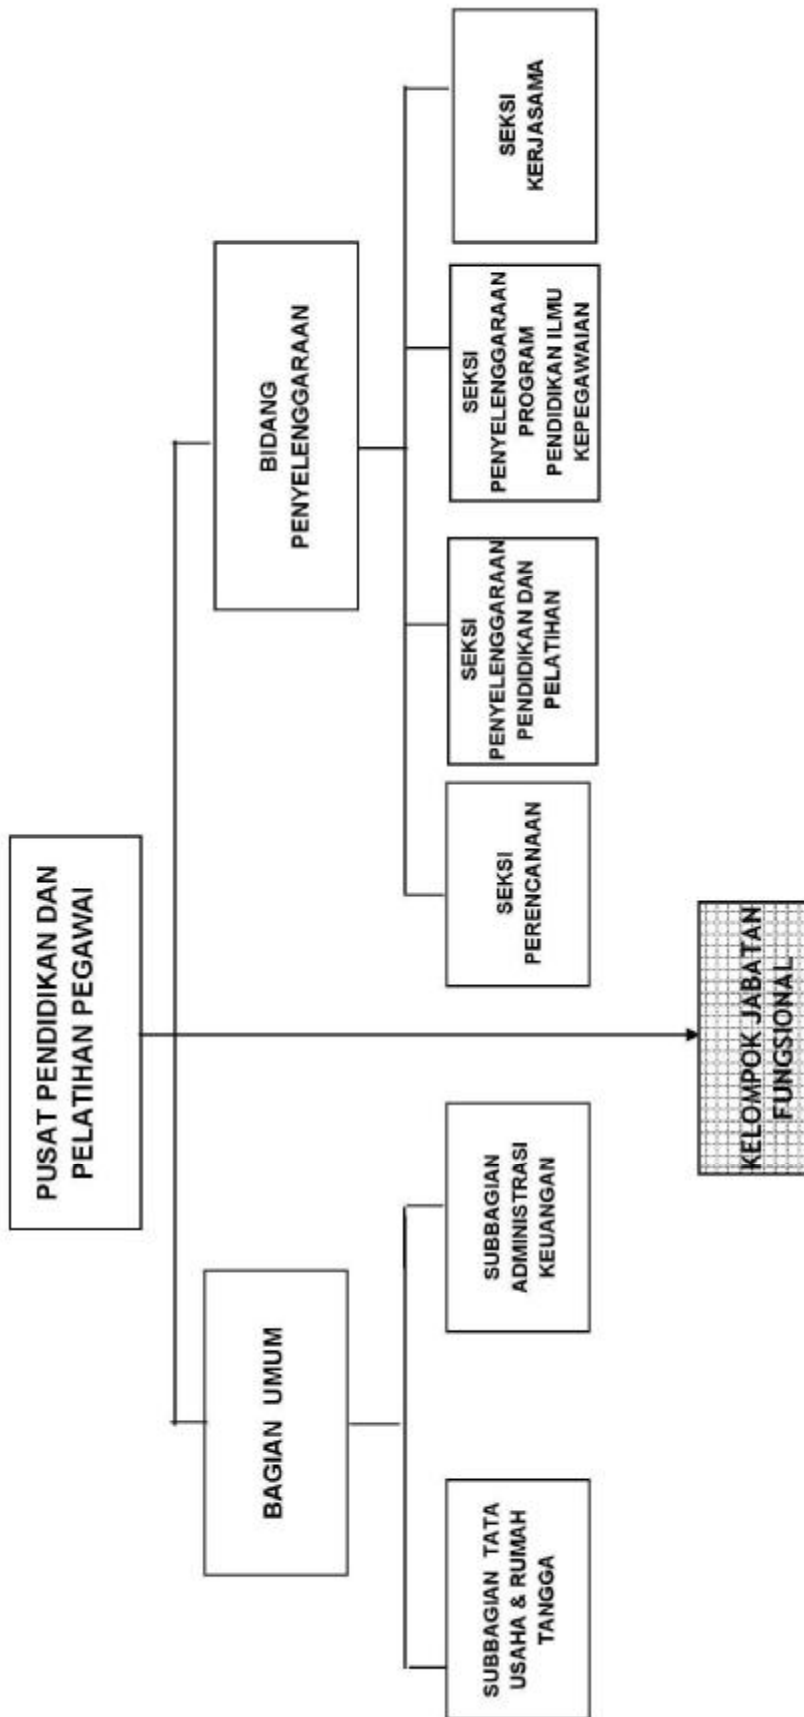 PUSAT PENDIDIKAN DAN
PELATIHAN PEGAWAI
BAGIAN UMUM
BIDANG
PENYELENGGARAAN
SUBBAGIAN TATA
USAHA & RUMAH
TANGGA
SUBBAGIAN
ADMINISTRASI
KEUANGAN
SEKSI
PERENCANAAN
SEKSI
PENYELENGGARAAN
PENDIDIKAN DAN
PELATIHAN
SEKSI
PENYELENGGARAAN
PROGRAM
PENDIDIKAN ILMU
KEPEGAWAIAN
SEKSI
KERJASAMA
KELOMPOK JABATAN
FUNGSIONAL